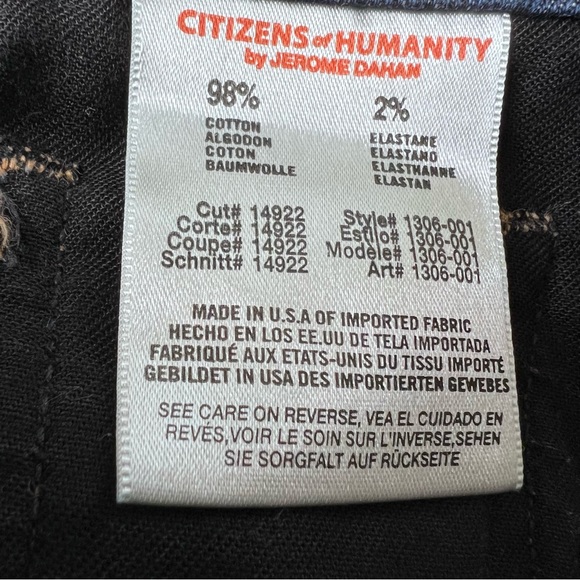 CITIZENS of HUMANITY
by JEROME DAHAN
98%
COTTON
ALGODON
COTON
BAUMWOLLE
2%
ELASTANE
ELASTANO
ELASTHANNE
ELASTAN
Cut# 14922
Corte# 14922
Coupe# 14922
Schnitt# 14922
Style# 1306-001
Estilo# 1306-001
Modele# 1306-001
Art# 1306-001
MADE IN U.S.A OF IMPORTED FABRIC
HECHO EN LOS EE.UU DE TELA IMPORTADA
FABRIQUÉ AUX ETATS-UNIS DU TISSU IMPORTÉ
GEBILDET IN USA DES IMPORTIERTEN GEWEBES
SEE CARE ON REVERSE, VEA EL CUIDADO EN
REVES,VOIR LE SOIN SUR L'INVERSE,SEHEN
SIE SORGFALT AUF RÜCKSEITE